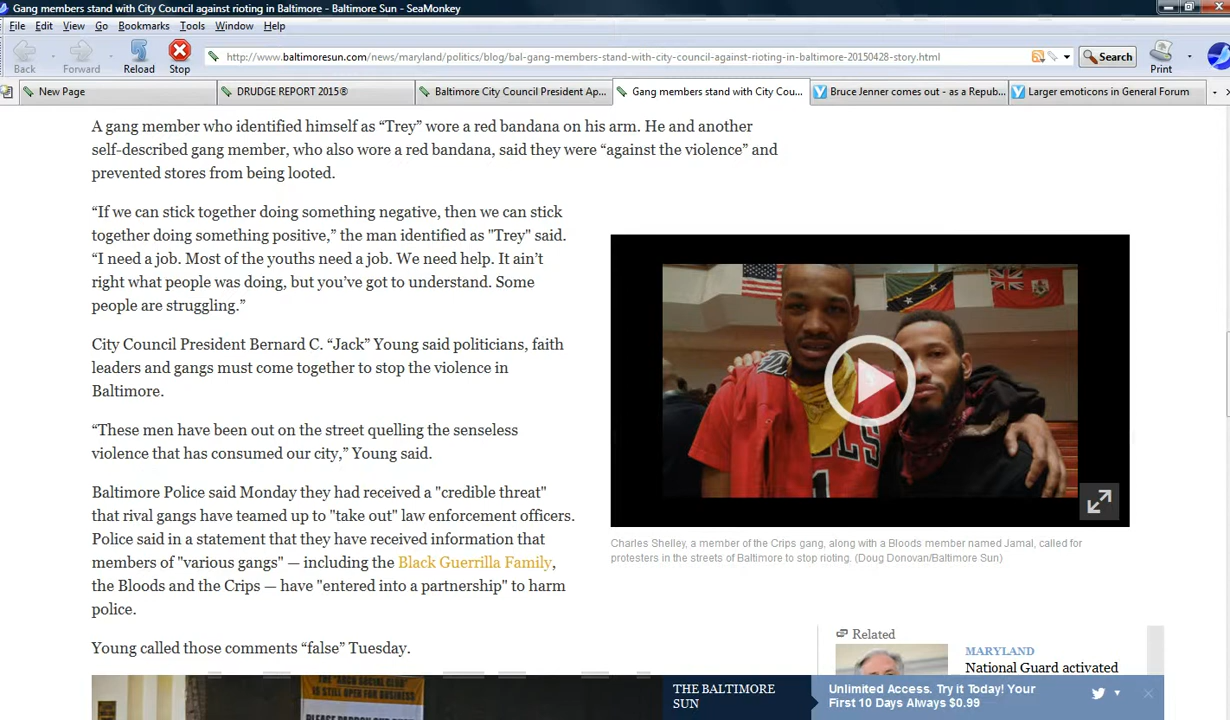 Gang members stand with City Council against rioting in Baltimore - Baltimore Sun - SeaMonkey
File Edit View Go Bookmarks Tools Window Help
http://www.baltimoresun.com/news/maryland/politics/blog/bal-gang-members-stand-with-city-council-against-rioting-in-baltimore-20150428-story.html
Search
Back Forward Reload Stop Print
New Page DRUDGE REPORT 2015® Baltimore City Council President Ap... Gang members stand with City Cou... Bruce Jenner comes out - as a Repub... Larger emoticons in General Forum
A gang member who identified himself as “Trey” wore a red bandana on his arm. He and another
self-described gang member, who also wore a red bandana, said they were “against the violence” and
prevented stores from being looted.
“If we can stick together doing something negative, then we can stick
together doing something positive,” the man identified as "Trey" said.
“I need a job. Most of the youths need a job. We need help. It ain’t
right what people was doing, but you’ve got to understand. Some
people are struggling.”
City Council President Bernard C. “Jack” Young said politicians, faith
leaders and gangs must come together to stop the violence in
Baltimore.
“These men have been out on the street quelling the senseless
violence that has consumed our city,” Young said.
Baltimore Police said Monday they had received a "credible threat"
that rival gangs have teamed up to "take out" law enforcement officers.
Police said in a statement that they have received information that
members of "various gangs" — including the Black Guerrilla Family,
the Bloods and the Crips — have "entered into a partnership" to harm
police.
Young called those comments “false” Tuesday.
1
Charles Shelley, a member of the Crips gang, along with a Bloods member named Jamal, called for
protesters in the streets of Baltimore to stop rioting. (Doug Donovan/Baltimore Sun)
Related
MARYLAND
National Guard activated
THE "ARCH SOCIAL CLUB"
IS STILL OPEN FOR BUSINESS
THE BALTIMORE
SUN
Unlimited Access. Try it Today! Your
First 10 Days Always $0.99